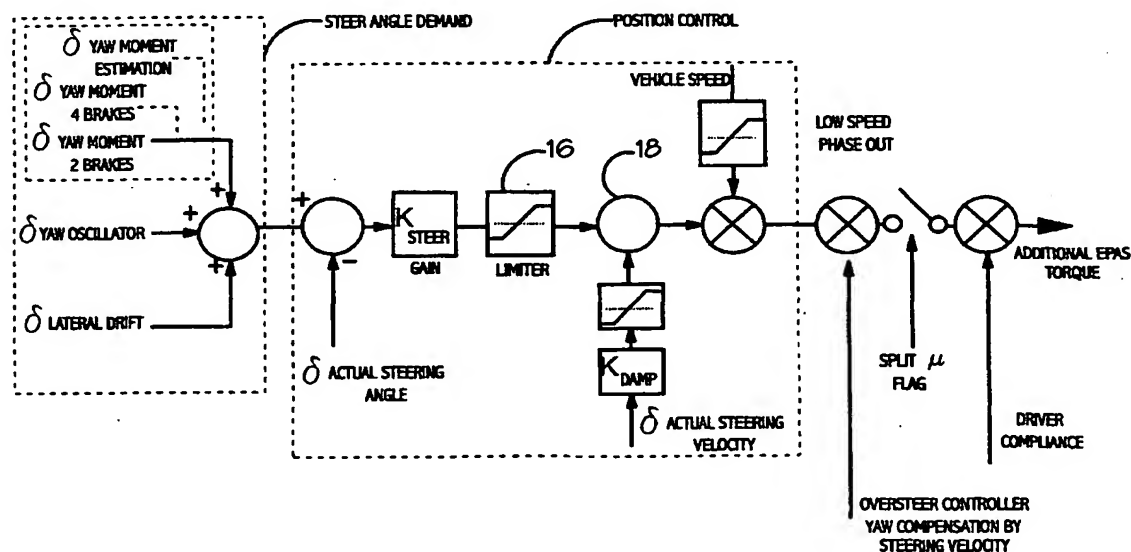 STEER ANGLE DEMAND
POSITION CONTROL
δ YAW MOMENT
ESTIMATION
δ YAW MOMENT
4 BRAKES
δ YAW MOMENT
2 BRAKES
δ YAW OSCILLATOR
δ LATERAL DRIFT
+
+
+
+
-
δ ACTUAL STEERING
ANGLE
K STEER
GAIN
16
LIMITER
18
VEHICLE SPEED
LOW SPEED
PHASE OUT
K DAMP
δ ACTUAL STEERING
VELOCITY
ADDITIONAL EPAS
TORQUE
SPLIT μ
FLAG
DRIVER
COMPLIANCE
OVERSTEER CONTROLLER
YAW COMPENSATION BY
STEERING VELOCITY